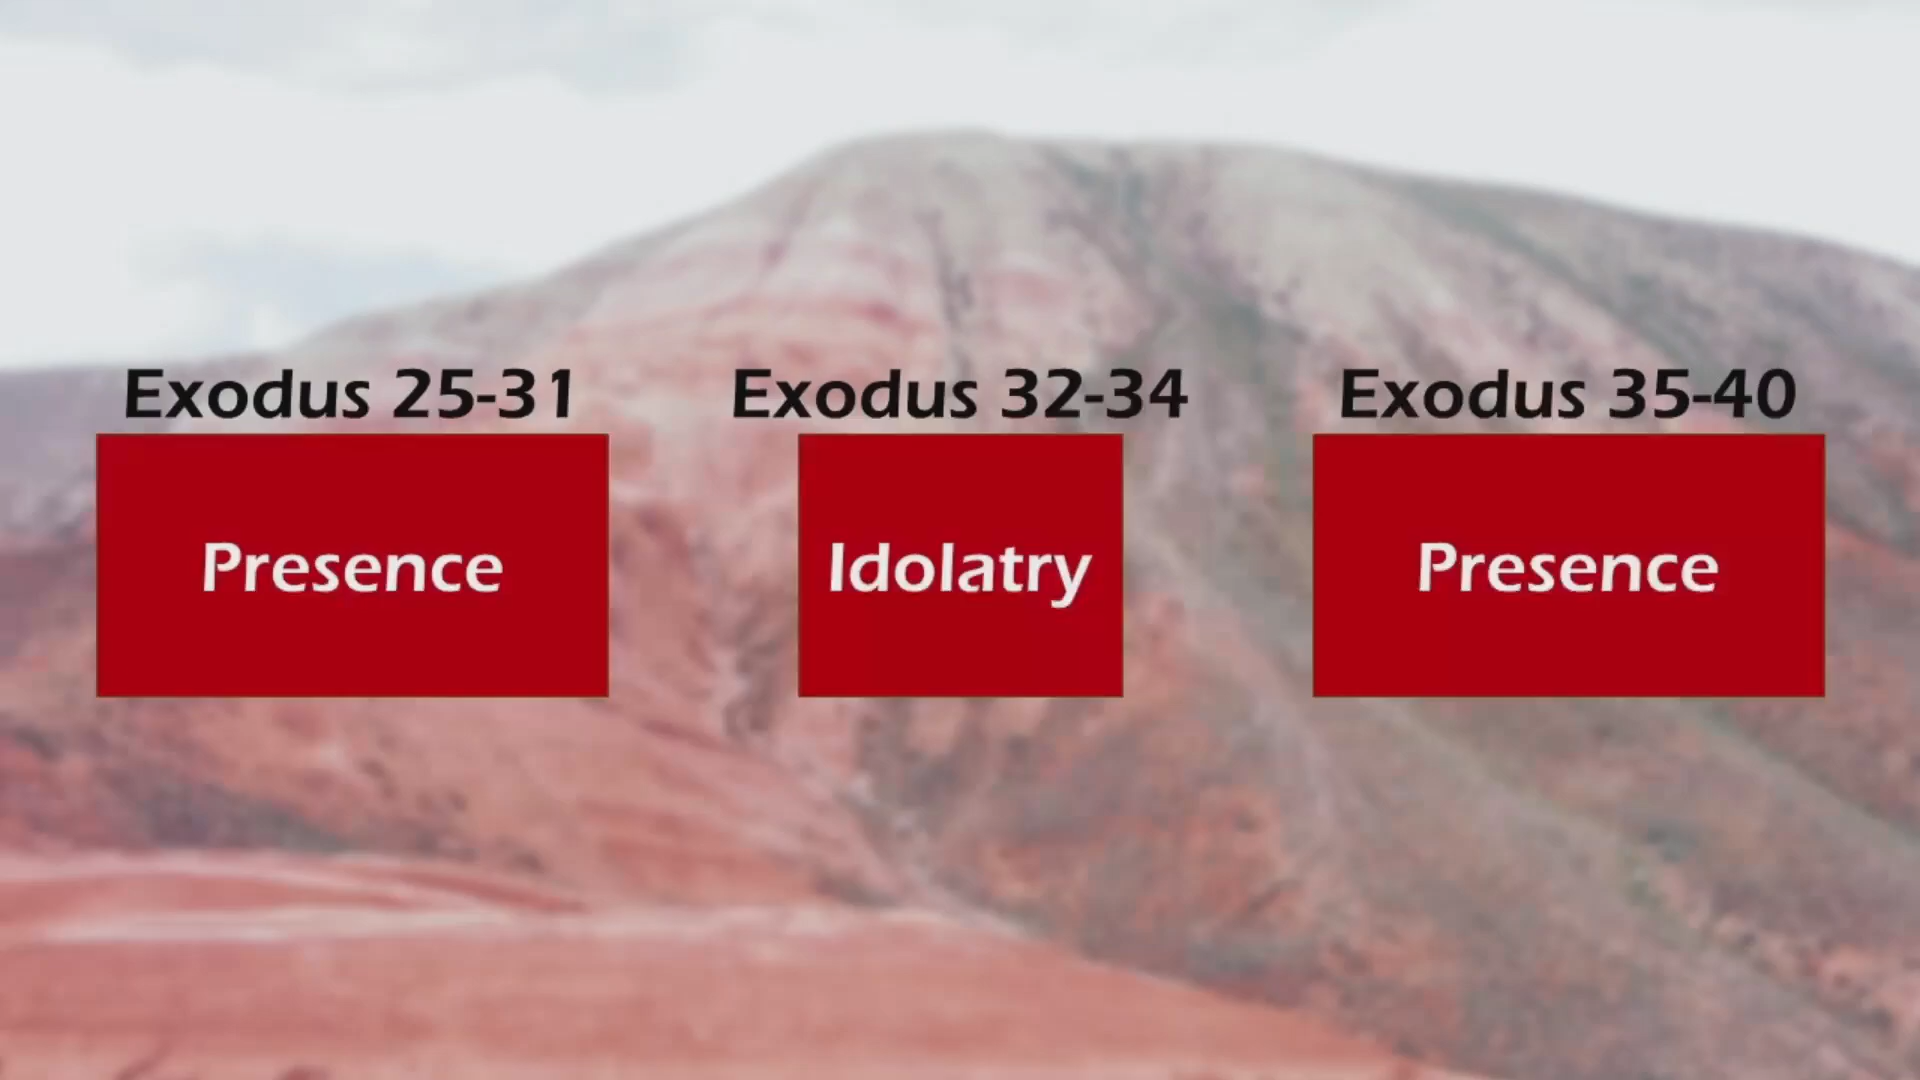 Exodus 25-31
Exodus 32-34
Exodus 35-40
Presence
Idolatry
Presence